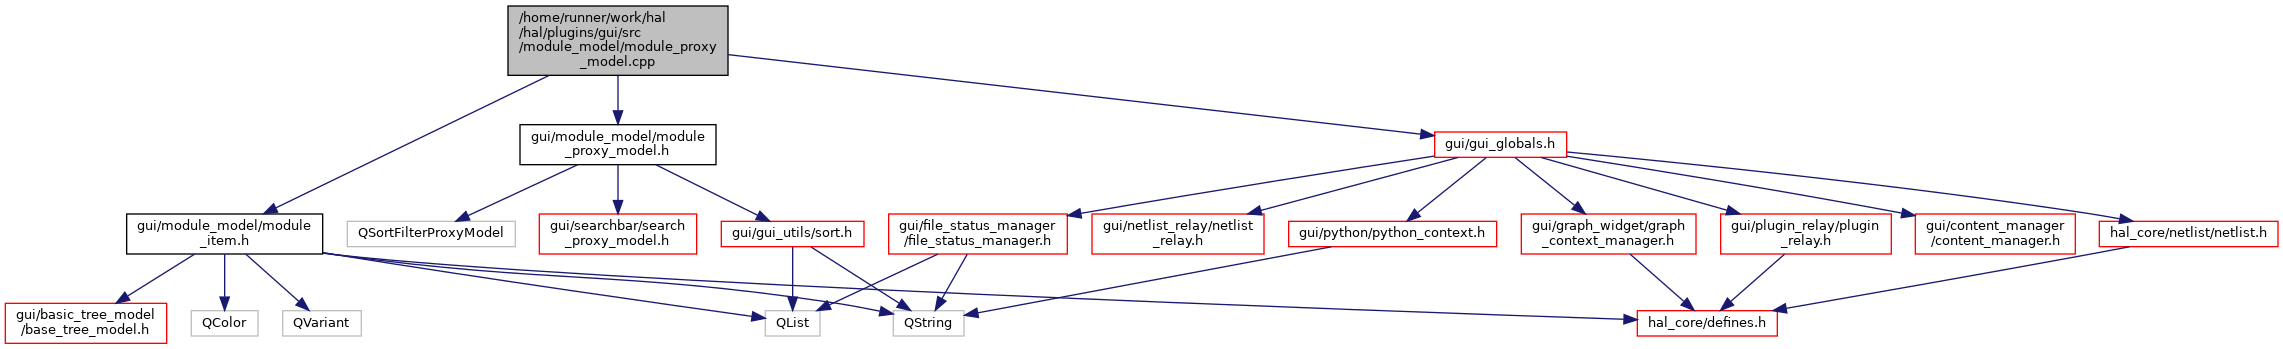 /home/runner/work/hal
/hal/plugins/gui/src
/module_model/module_proxy
_model.cpp
gui/module_model/module
_proxy_model.h
gui/gui_globals.h
gui/module_model/module
_item.h
QSortFilterProxyModel
gui/searchbar/search
_proxy_model.h
gui/gui_utils/sort.h
gui/file_status_manager
/file_status_manager.h
gui/netlist_relay/netlist
_relay.h
gui/python/python_context.h
gui/graph_widget/graph
_context_manager.h
gui/plugin_relay/plugin
_relay.h
gui/content_manager
/content_manager.h
hal_core/netlist/netlist.h
gui/basic_tree_model
/base_tree_model.h
QColor
QVariant
QList
QString
hal_core/defines.h